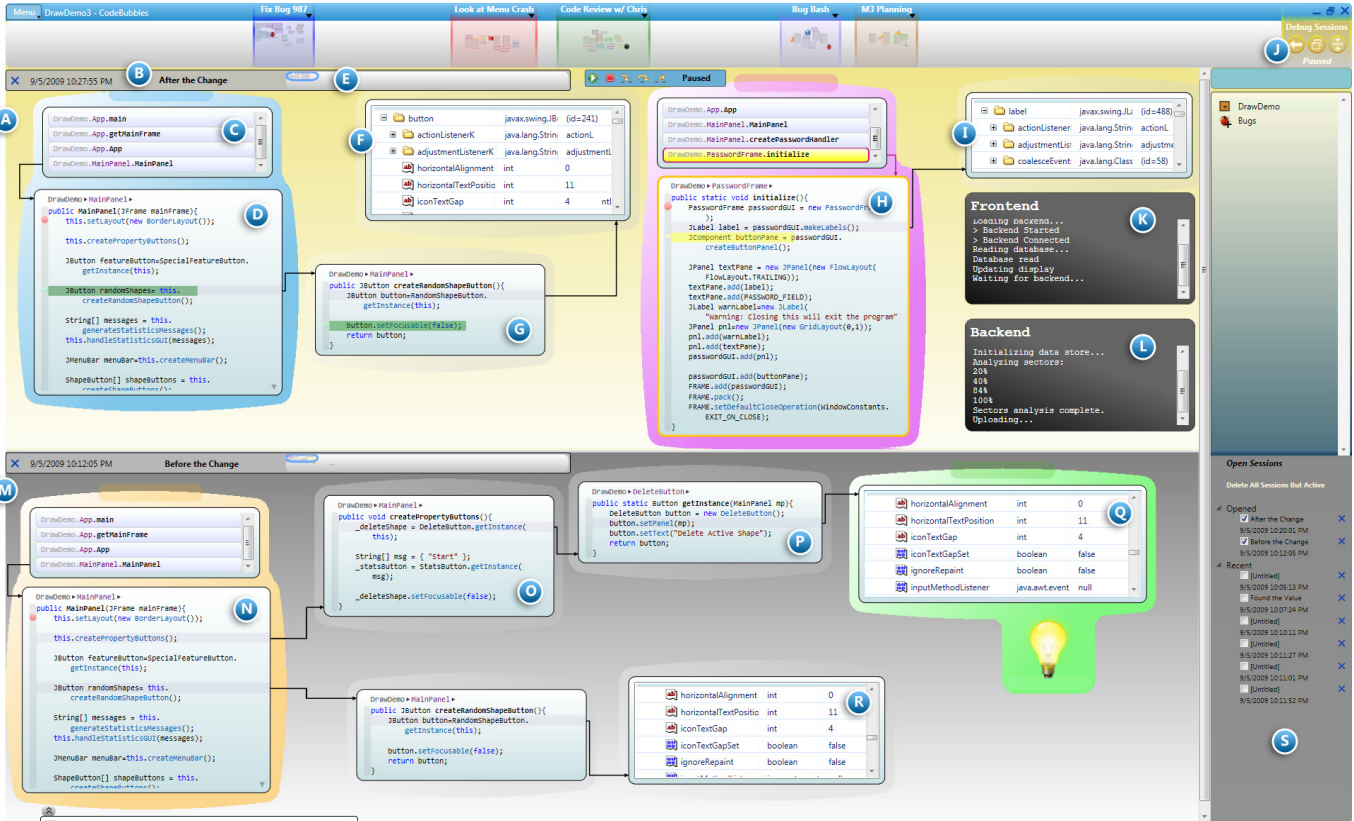 Menu DrawDemo3 - CodeBubbles
Fix Bug 987
Look at Menu Crash
Code Review w/ Chris
Bug Bash
M3 Planning
Debug Sessions
J
Paused
9/5/2009 10:27:55 PM
B
After the Change
E
Paused
A
DrawDemo.App.main
DrawDemo.App.getMainFrame
DrawDemo.App.App
DrawDemo.MainPanel.MainPanel
C
DrawDemo ▸ MainPanel ▸
public MainPanel(JFrame mainFrame){
this.setLayout(new BorderLayout());
this.createPropertyButtons();
JButton featureButton=SpecialFeatureButton.
getInstance(this);
JButton randomShapes= this.
createRandomShapeButton();
String[] messages = this.
generateStatisticsMessages();
this.handleStatisticsGUI(messages);
JMenuBar menuBar=this.createMenuBar();
ShapeButton[] shapeButtons = this.
createShapeButtons();
D
button javax.swing.JBu (id=241)
actionListenerK java.lang.String actionL
adjustmentListenerK java.lang.String adjustmentL
horizontalAlignment int 0
horizontalTextPositio int 11
iconTextGap int 4 ntl
F
DrawDemo ▸ MainPanel ▸
public JButton createRandomShapeButton(){
JButton button=RandomShapeButton.
getInstance(this);
button.setFocusable(false);
return button;
}
G
DrawDemo.App.App
DrawDemo.MainPanel.MainPanel
DrawDemo.MainPanel.createPasswordHandler
DrawDemo.PasswordFrame.initialize
DrawDemo ▸ PasswordFrame ▸
public static void initialize(){
PasswordFrame passwordGUI = new PasswordFr
);
JLabel label = passwordGUI.makeLabels();
JComponent buttonPane = passwordGUI.
createButtonPanel();
JPanel textPane = new JPanel(new FlowLayout(
FlowLayout.TRAILING));
textPane.add(label);
textPane.add(PASSWORD_FIELD);
JLabel warnLabel=new JLabel(
"Warning: Closing this will exit the program"
JPanel pnl=new JPanel(new GridLayout(0,1));
pnl.add(warnLabel);
pnl.add(textPane);
passwordGUI.add(pnl);
passwordGUI.add(buttonPane);
FRAME.add(passwordGUI);
FRAME.pack();
FRAME.setDefaultCloseOperation(WindowConstants.
EXIT_ON_CLOSE);
}
H
label javax.swing.JLa (id=488)
actionListener java.lang.String actionL
adjustmentLis java.lang.String adjustme
coalesceEvent java.lang.Class (id=58)
I
Frontend
Loading backend...
> Backend Started
> Backend Connected
Reading database...
Database read
Updating display
Waiting for backend...
K
Backend
Initializing data store...
Analyzing sectors:
20%
40%
84%
100%
Sectors analysis complete.
Uploading...
L
DrawDemo
Bugs
9/5/2009 10:12:05 PM
Before the Change
M
DrawDemo.App.main
DrawDemo.App.getMainFrame
DrawDemo.App.App
DrawDemo.MainPanel.MainPanel
DrawDemo ▸ MainPanel ▸
public MainPanel(JFrame mainFrame){
this.setLayout(new BorderLayout());
this.createPropertyButtons();
JButton featureButton=SpecialFeatureButton.
getInstance(this);
JButton randomShapes= this.
createRandomShapeButton();
String[] messages = this.
generateStatisticsMessages();
this.handleStatisticsGUI(messages);
JMenuBar menuBar=this.createMenuBar();
ShapeButton[] shapeButtons = this.
createShapeButtons();
N
DrawDemo ▸ MainPanel ▸
public void createPropertyButtons(){
_deleteShape = DeleteButton.getInstance(
this);
String[] msg = { "Start" };
_statsButton = StatsButton.getInstance(
msg);
_deleteShape.setFocusable(false);
}
O
DrawDemo ▸ DeleteButton ▸
public static Button getInstance(MainPanel mp){
DeleteButton button = new DeleteButton();
button.setPanel(mp);
button.setText("Delete Active Shape");
return button;
}
P
horizontalAlignment int 0
horizontalTextPosition int 11
iconTextGap int 4
iconTextGapSet boolean false
ignoreRepaint boolean false
inputMethodListener java.awt.event null
Q
DrawDemo ▸ MainPanel ▸
public JButton createRandomShapeButton(){
JButton button=RandomShapeButton.
getInstance(this);
button.setFocusable(false);
return button;
}
horizontalAlignment int 0
horizontalTextPositio int 11
iconTextGap int 4
iconTextGapSet boolean false
ignoreRepaint boolean false
R
Open Sessions
Delete All Sessions But Active
Opened
After the Change
9/5/2009 10:20:01 PM
Before the Change
9/5/2009 10:12:05 PM
Recent
[Untitled]
9/5/2009 10:05:13 PM
Found the Value
9/5/2009 10:07:24 PM
[Untitled]
9/5/2009 10:10:11 PM
[Untitled]
9/5/2009 10:11:27 PM
[Untitled]
9/5/2009 10:11:01 PM
[Untitled]
9/5/2009 10:11:52 PM
S